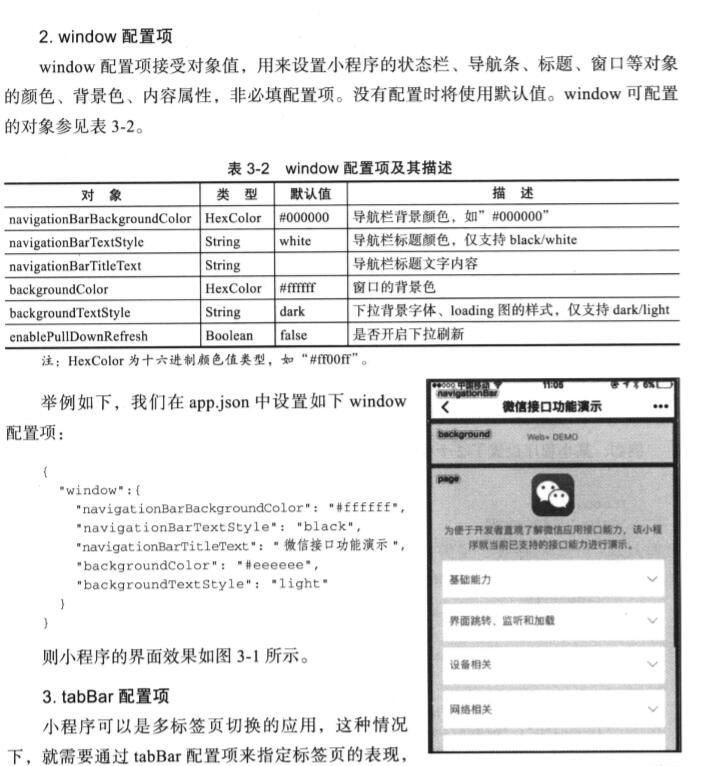 2. window 配置项
window 配置项接受对象值，用来设置小程序的状态栏、导航条、标题、窗口等对象
的颜色、背景色、内容属性，非必填配置项。没有配置时将使用默认值。window 可配置
的对象参见表 3-2。
表 3-2 window 配置项及其描述
对 象 类 型 默认值 描 述
navigationBarBackgroundColor HexColor #000000 导航栏背景颜色，如” #000000”
navigationBarTextStyle String white 导航栏标题颜色，仅支持 black/white
navigationBarTitleText String 导航栏标题文字内容
backgroundColor HexColor #ffffff 窗口的背景色
backgroundTextStyle String dark 下拉背景字体、loading 图的样式，仅支持 dark/light
enablePullDownRefresh Boolean false 是否开启下拉刷新
注：HexColor 为十六进制颜色值类型，如“#ff00ff”。
举例如下，我们在 app.json 中设置如下 window
配置项：
{
"window":{
"navigationBarBackgroundColor": "#ffffff",
"navigationBarTextStyle": "black",
"navigationBarTitleText": " 微信接口功能演示 ",
"backgroundColor": "#eeeeee",
"backgroundTextStyle": "light"
}
}
则小程序的界面效果如图 3-1 所示。
3. tabBar 配置项
小程序可以是多标签页切换的应用，这种情况
下，就需要通过 tabBar 配置项来指定标签页的表现，
中国移动 11:05 6%
navigationBar
微信接口功能演示
background Web+ DEMO
page
为便于开发者直观了解微信应用接口能力，该小程
序就当前已支持的接口能力进行演示。
基础能力
界面跳转、监听和加载
设备相关
网络相关